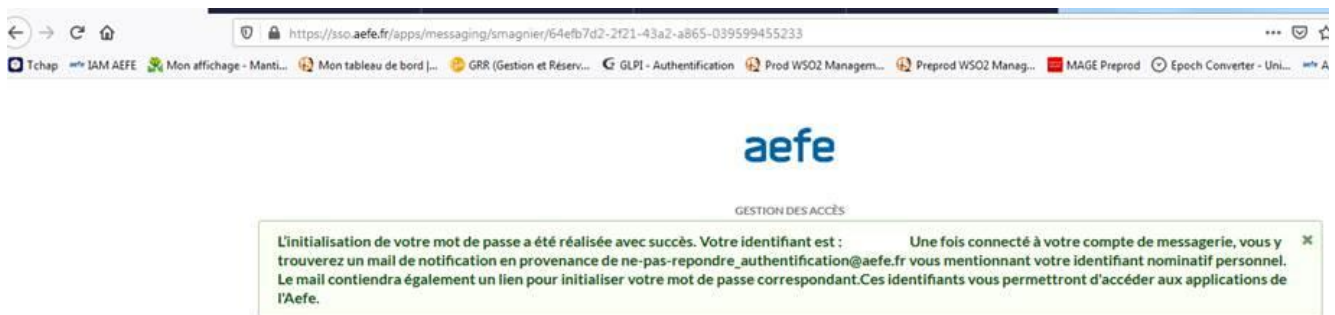 https://sso.aefe.fr/apps/messaging/smagnier/64efb7d2-2f21-43a2-a865-039599455233
Tchap IAM AEFE Mon affichage - Manti... Mon tableau de bord |... GRR (Gestion et Réserv... GLPI - Authentification Prod WSO2 Managem... Preprod WSO2 Manag... MAGE Preprod Epoch Converter - Uni... A
aefe
GESTION DES ACCÈS
L'initialisation de votre mot de passe a été réalisée avec succès. Votre identifiant est : Une fois connecté à votre compte de messagerie, vous y
trouverez un mail de notification en provenance de ne-pas-repondre_authentification@aefe.fr vous mentionnant votre identifiant nominatif personnel.
Le mail contiendra également un lien pour initialiser votre mot de passe correspondant.Ces identifiants vous permettront d'accéder aux applications de
l'Aefe.